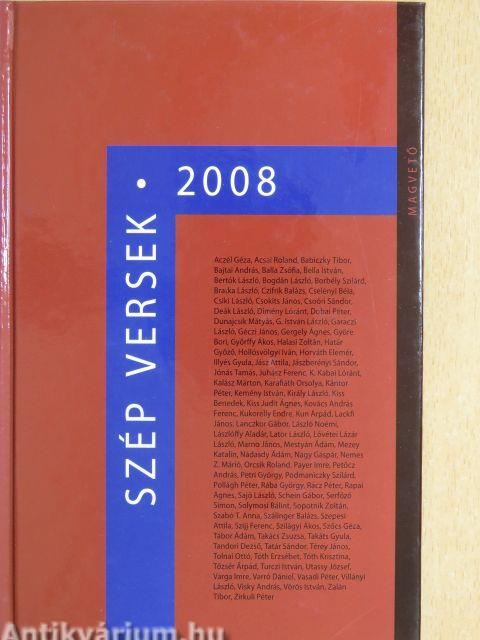 SZÉP VERSEK • 2008
MAGVETŐ
Aczél Géza, Acsai Roland, Babiczky Tibor,
Bajtai András, Balla Zsófia, Bella István,
Bertók László, Bogdán László, Borbély Szilárd,
Braska László, Czifrik Balázs, Cselényi Béla,
Csiki László, Csokits János, Csoóri Sándor,
Deák László, Dimény Lóránt, Dobai Péter,
Dunajcsik Mátyás, G. István László, Garaczi
László, Géczi János, Gergely Ágnes, Győre
Bori, Győrffy Ákos, Halasi Zoltán, Határ
Győző, Hollósvölgyi Iván, Horváth Elemér,
Illyés Gyula, Jász Attila, Jászberényi Sándor,
Jónás Tamás, Juhász Ferenc, K. Kabai Lóránt,
Kalász Márton, Karafiáth Orsolya, Kántor
Péter, Kemény István, Király László, Kiss
Benedek, Kiss Judit Ágnes, Kovács András
Ferenc, Kukorelly Endre, Kun Árpád, Lackfi
János, Lanczkor Gábor, László Noémi,
Lászlóffy Aladár, Lator László, Lövétei Lázár
László, Marno János, Mestyán Ádám, Mezey
Katalin, Nádasdy Ádám, Nagy Gáspár, Nemes
Z. Márió, Orcsik Roland, Payer Imre, Petőcz
András, Petri György, Podmaniczky Szilárd,
Pollágh Péter, Rába György, Rácz Péter, Rapai
Ágnes, Sajó László, Schein Gábor, Serfőző
Simon, Solymosi Bálint, Sopotnik Zoltán,
Szabó T. Anna, Szálinger Balázs, Szepesi
Attila, Szijj Ferenc, Szilágyi Ákos, Szőcs Géza,
Tábor Ádám, Takács Zsuzsa, Takáts Gyula,
Tandori Dezső, Tatár Sándor, Térey János,
Tolnai Ottó, Tóth Erzsébet, Tóth Krisztina,
Tőzsér Árpád, Turczi István, Utassy József,
Varga Imre, Varró Dániel, Vasadi Péter, Villányi
László, Visky András, Vörös István, Zalán
Tibor, Zirkuli Péter
Antikvárium.hu